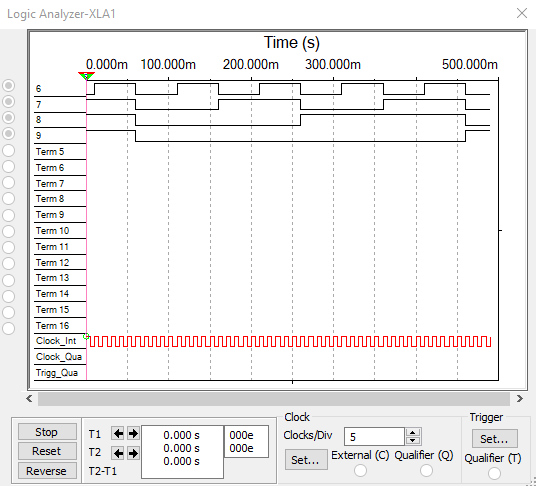 Logic Analyzer-XLA1
Time (s)
0.000m 100.000m 200.000m 300.000m 500.000m
6
7
8
9
Term 5
Term 6
Term 7
Term 8
Term 9
Term 10
Term 11
Term 12
Term 13
Term 14
Term 15
Term 16
Clock_Int
Clock_Qua
Trigg_Qua
Stop
Reset
Reverse
T1 0.000 s 000e
T2 0.000 s 000e
T2-T1 0.000 s
Clock
Clocks/Div 5
Set... External (C) Qualifier (Q)
Trigger
Set...
Qualifier (T)